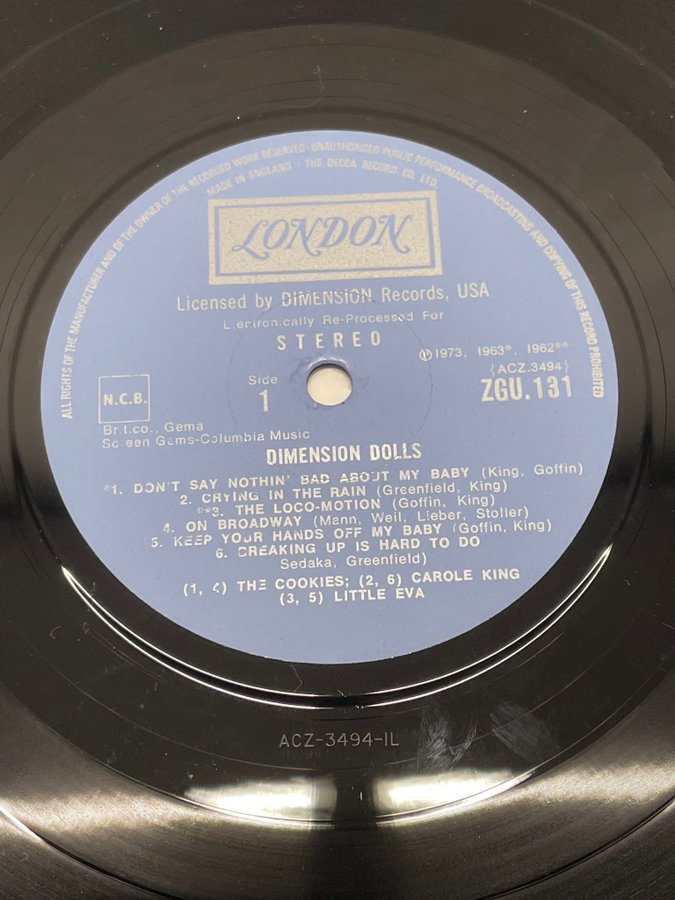 ALL RIGHTS OF THE MANUFACTURER AND OF THE OWNER OF THE RECORDED WORK RESERVED · UNAUTHORISED PUBLIC PERFORMANCE BROADCASTING AND COPYING OF THIS RECORD PROHIBITED
MADE IN ENGLAND · THE DECCA RECORD CO. LTD.
LONDON
Licensed by DIMENSION Records, USA
Electronically Re-Processed For
STEREO
℗1973, 1963*, 1962**
(ACZ.3494)
ZGU.131
Side
1
N.C.B.
Br.t.co., Gema
Screen Gems-Columbia Music
DIMENSION DOLLS
*1. DON'T SAY NOTHIN' BAD ABOUT MY BABY (King, Goffin)
2. CRYING IN THE RAIN (Greenfield, King)
**3. THE LOCO-MOTION (Goffin, King)
4. ON BROADWAY (Mann, Weil, Lieber, Stoller)
5. KEEP YOUR HANDS OFF MY BABY (Goffin, King)
6. BREAKING UP IS HARD TO DO
Sedaka, Greenfield)
(1, 4) THE COOKIES; (2, 6) CAROLE KING
(3, 5) LITTLE EVA
ACZ-3494-1L